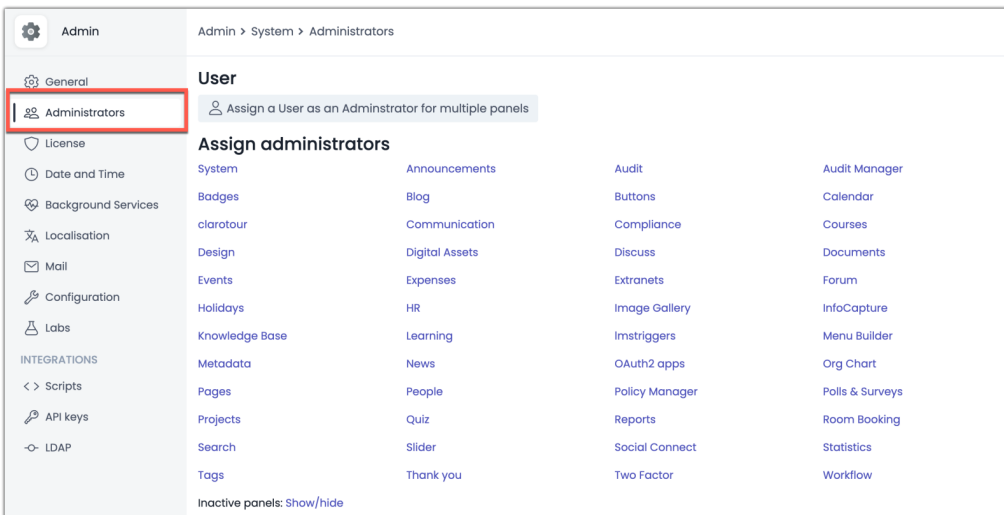 Admin
Admin > System > Administrators
General
Administrators
License
Date and Time
Background Services
Localisation
Mail
Configuration
Labs
INTEGRATIONS
Scripts
API keys
LDAP
User
Assign a User as an Adminstrator for multiple panels
Assign administrators
System Announcements Audit Audit Manager
Badges Blog Buttons Calendar
clarotour Communication Compliance Courses
Design Digital Assets Discuss Documents
Events Expenses Extranets Forum
Holidays HR Image Gallery InfoCapture
Knowledge Base Learning lmstriggers Menu Builder
Metadata News OAuth2 apps Org Chart
Pages People Policy Manager Polls & Surveys
Projects Quiz Reports Room Booking
Search Slider Social Connect Statistics
Tags Thank you Two Factor Workflow
Inactive panels: Show/hide